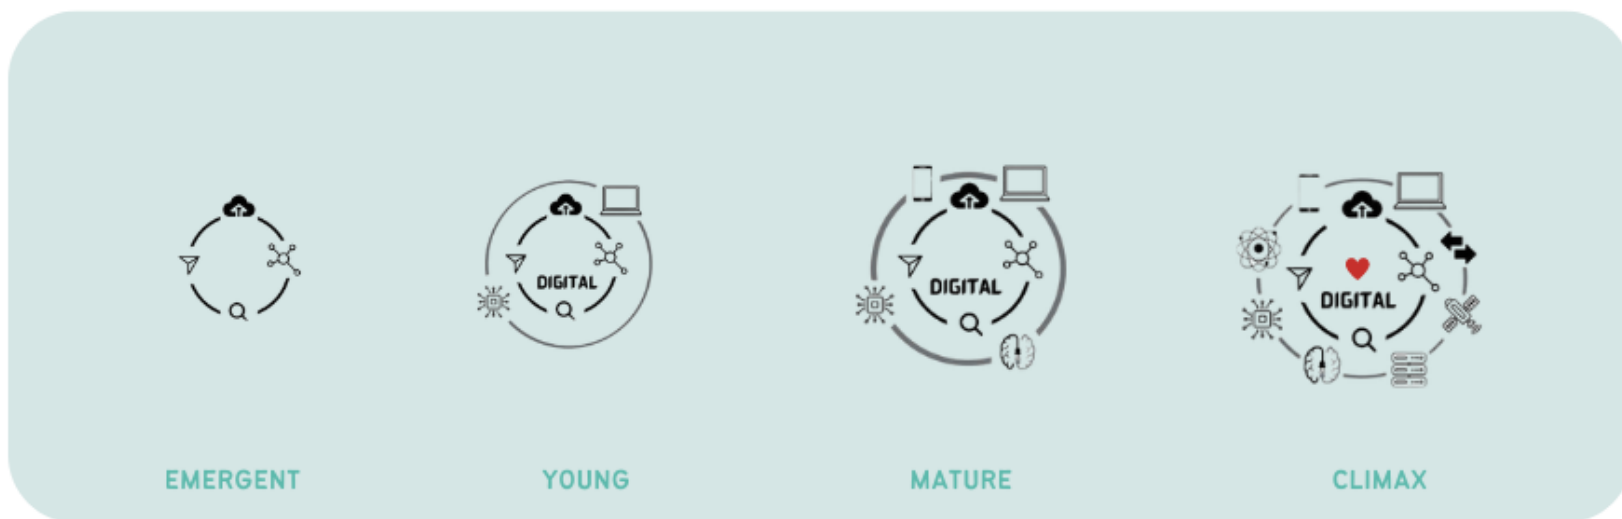 DIGITAL
DIGITAL
DIGITAL
EMERGENT
YOUNG
MATURE
CLIMAX